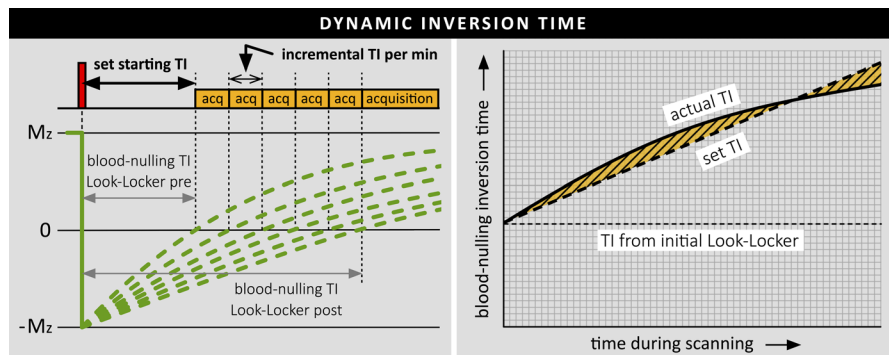 DYNAMIC INVERSION TIME
set starting TI
incremental TI per min
acq acq acq acq acq acquisition
Mz
blood-nulling TI
Look-Locker pre
0
blood-nulling TI
Look-Locker post
-Mz
blood-nulling inversion time
actual TI
set TI
TI from initial Look-Locker
time during scanning